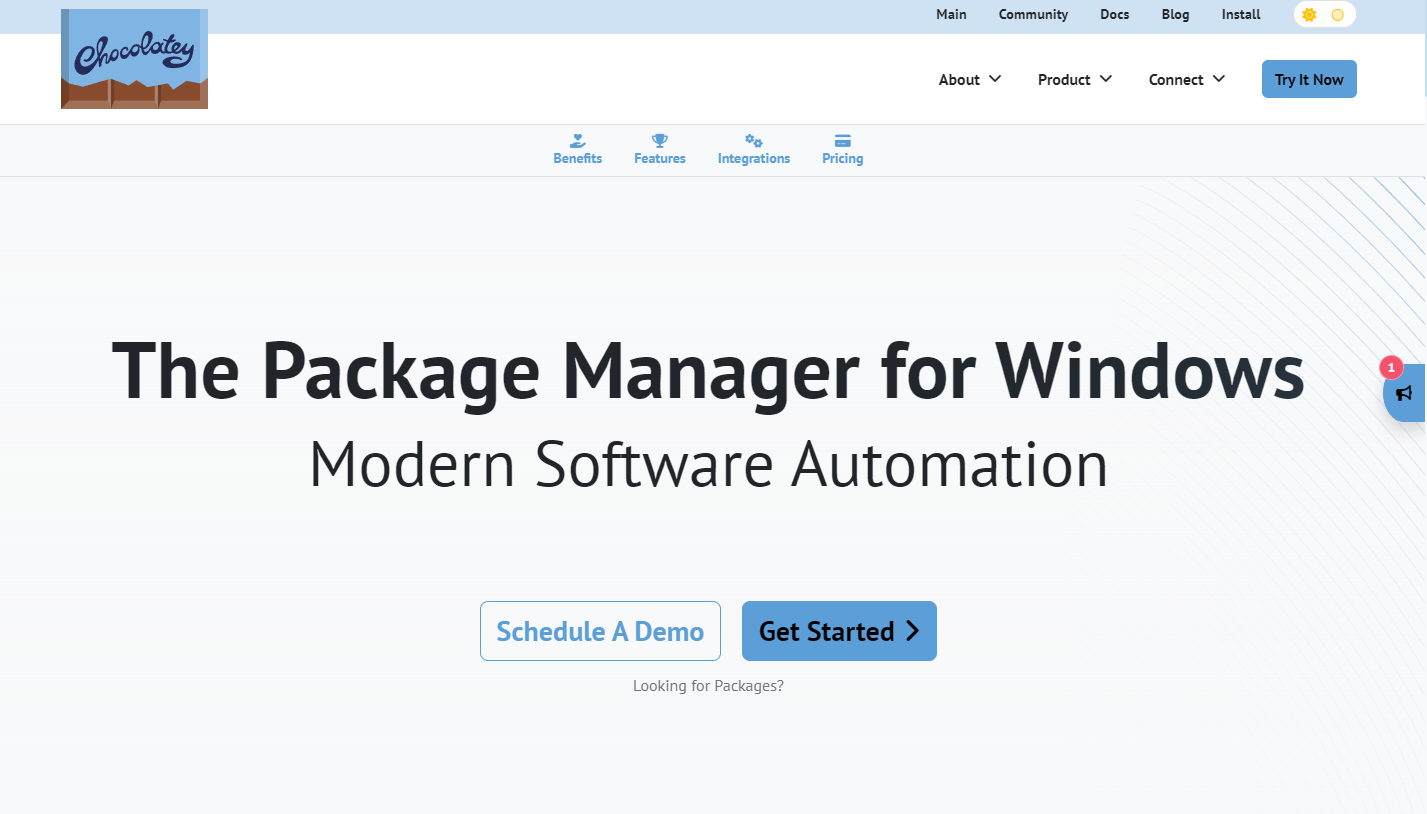 Main Community Docs Blog Install
Chocolatey
About Product Connect Try It Now
Benefits Features Integrations Pricing
The Package Manager for Windows
1
Modern Software Automation
Schedule A Demo Get Started
Looking for Packages?